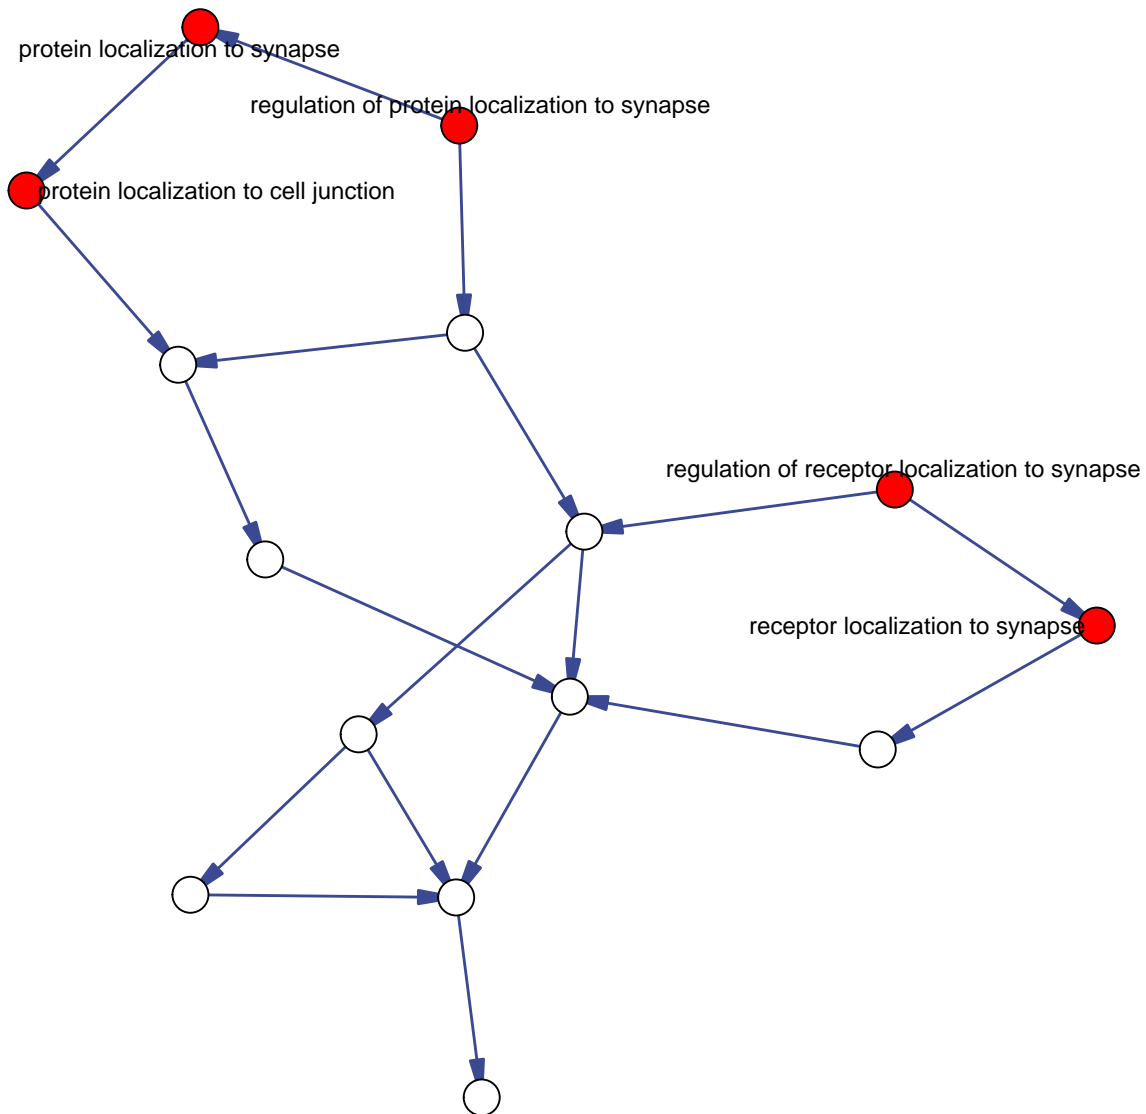 protein localization to synapse
regulation of protein localization to synapse
protein localization to cell junction
regulation of receptor localization to synapse
receptor localization to synapse